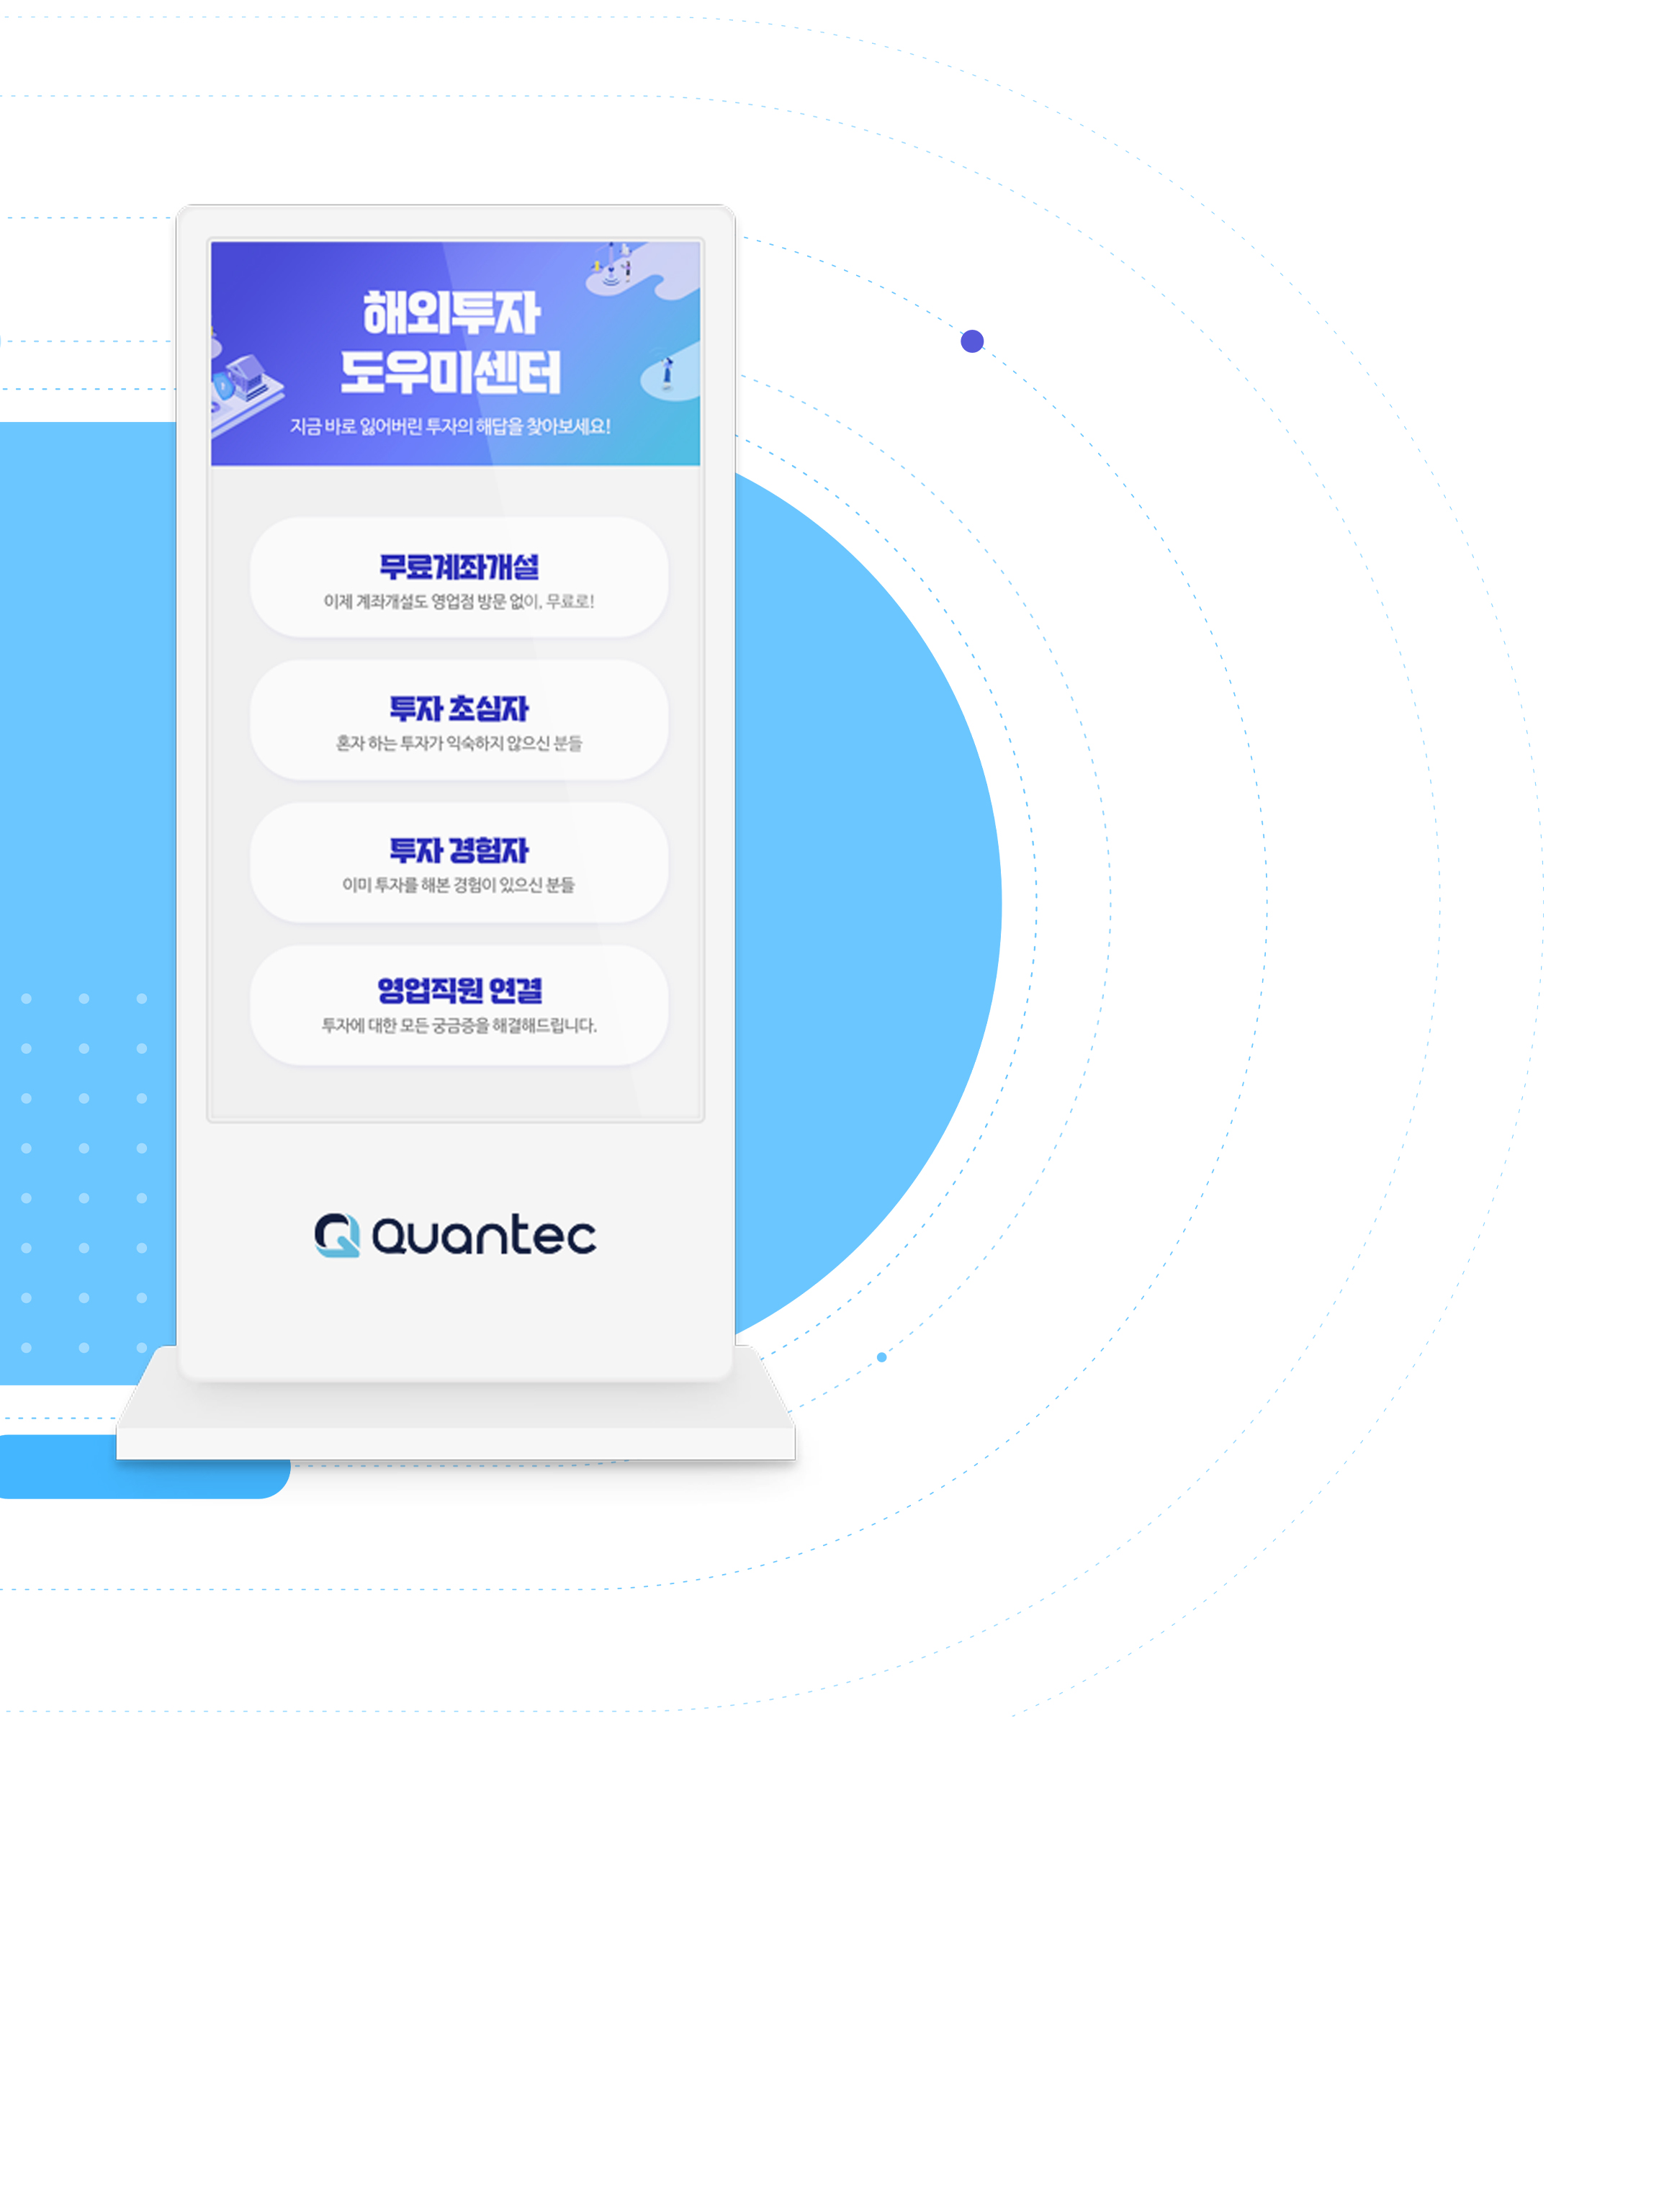 해외투자
도우미센터
지금 바로 잃어버린 투자의 해답을 찾아보세요!
무료계좌개설
이제 계좌개설도 영업점 방문 없이, 무료로!
투자 초심자
혼자 하는 투자가 익숙하지 않으신 분들
투자 경험자
이미 투자를 해본 경험이 있으신 분들
영업직원 연결
투자에 대한 모든 궁금증을 해결해드립니다.
Quantec